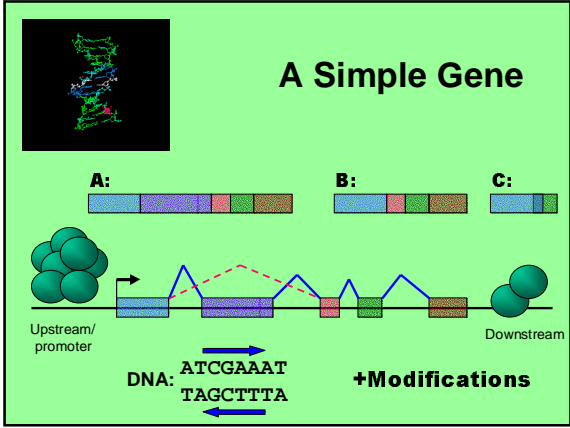 A Simple Gene
A: B: C:
Upstream/
promoter
Downstream
DNA: ATCGAAAT
TAGCTTTA
+Modifications